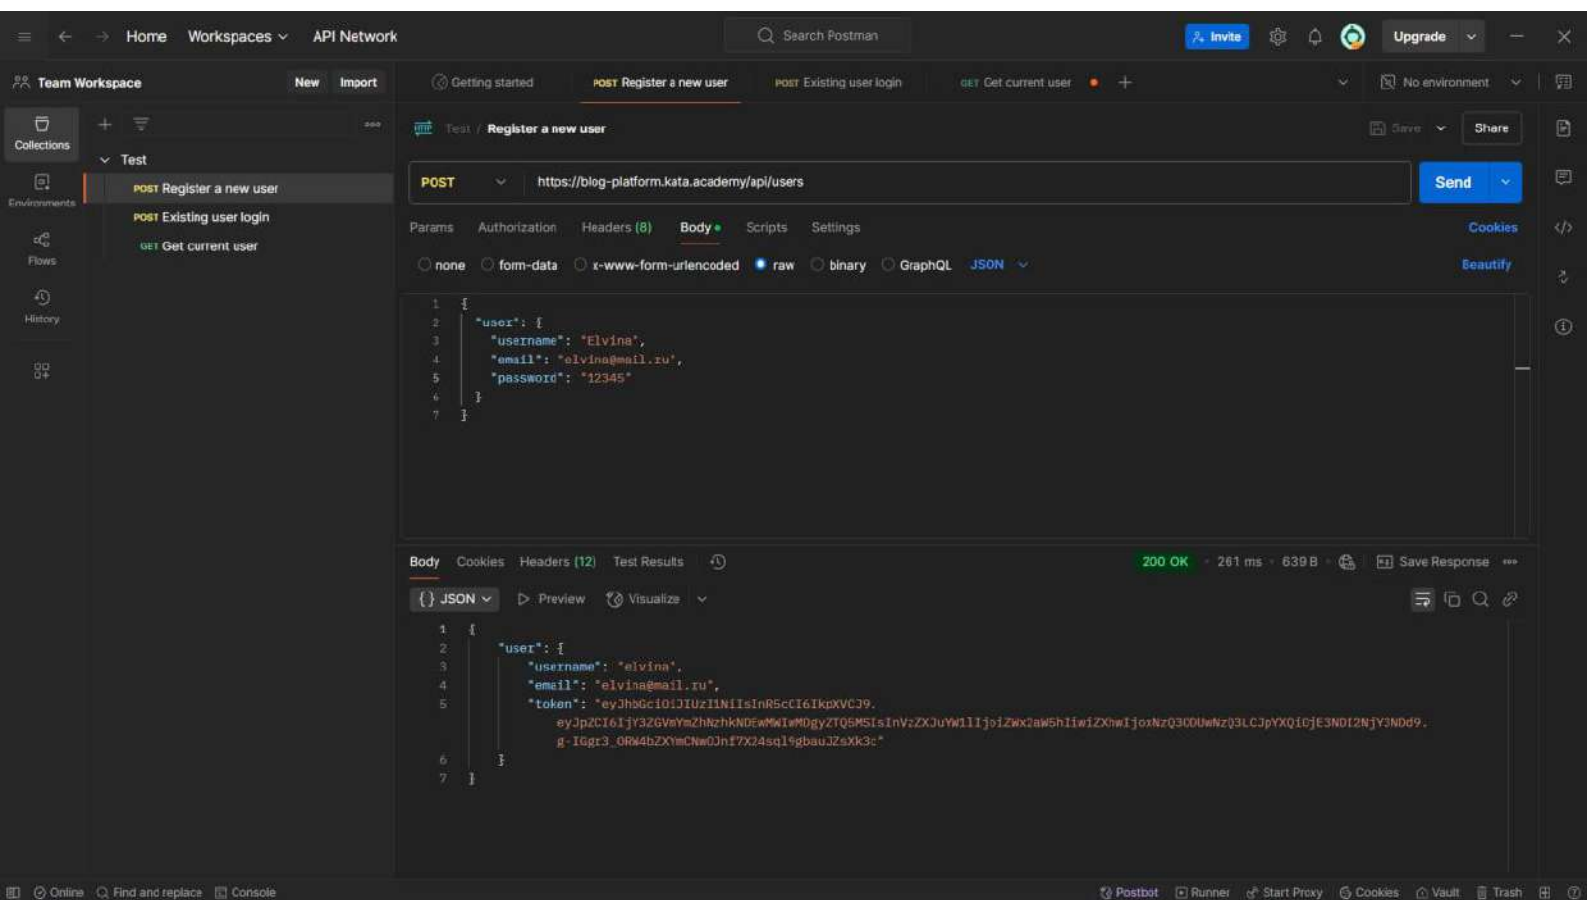 Home Workspaces API Network Search Postman Invite Upgrade
Team Workspace New Import Getting started POST Register a new user POST Existing user login GET Get current user No environment
Collections
Environments
Flows
History
Test
POST Register a new user
POST Existing user login
GET Get current user
HTTP Test / Register a new user Save Share
POST https://blog-platform.kata.academy/api/users Send
Params Authorization Headers (8) Body Scripts Settings Cookies
none form-data x-www-form-urlencoded raw binary GraphQL JSON Beautify
1 {
2 "user": {
3 "username": "Elvina",
4 "email": "elvina@mail.ru",
5 "password": "12345"
6 }
7 }
Body Cookies Headers (12) Test Results 200 OK 261 ms 639 B Save Response
{} JSON Preview Visualize
1 {
2 "user": {
3 "username": "elvina",
4 "email": "elvina@mail.ru",
5 "token":
6 }
7 }
Online Find and replace Console Postbot Runner Start Proxy Cookies Vault Trash